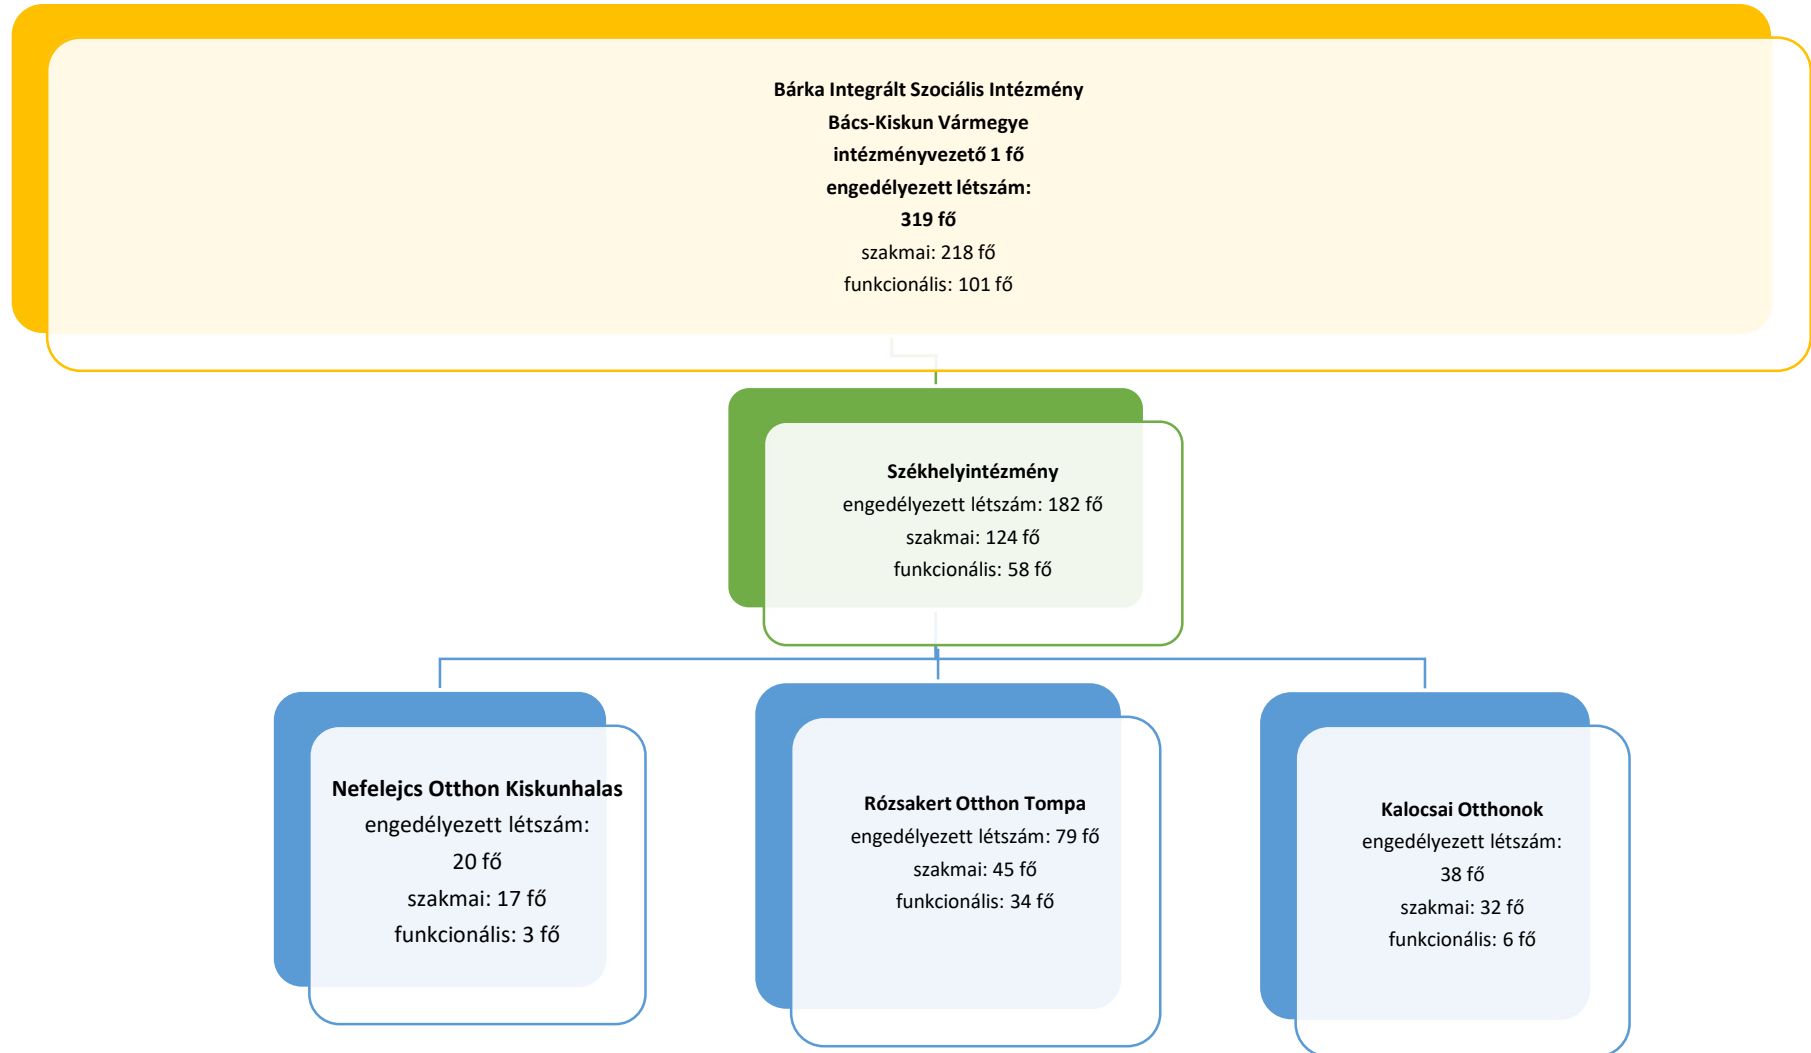 Bárka Integrált Szociális Intézmény
Bács-Kiskun Vármegye
intézményvezető 1 fő
engedélyezett létszám:
319 fő
szakmai: 218 fő
funkcionális: 101 fő
Székhelyintézmény
engedélyezett létszám: 182 fő
szakmai: 124 fő
funkcionális: 58 fő
Nefelejcs Otthon Kiskunhalas
engedélyezett létszám:
20 fő
szakmai: 17 fő
funkcionális: 3 fő
Rózsakert Otthon Tompa
engedélyezett létszám: 79 fő
szakmai: 45 fő
funkcionális: 34 fő
Kalocsai Otthonok
engedélyezett létszám:
38 fő
szakmai: 32 fő
funkcionális: 6 fő